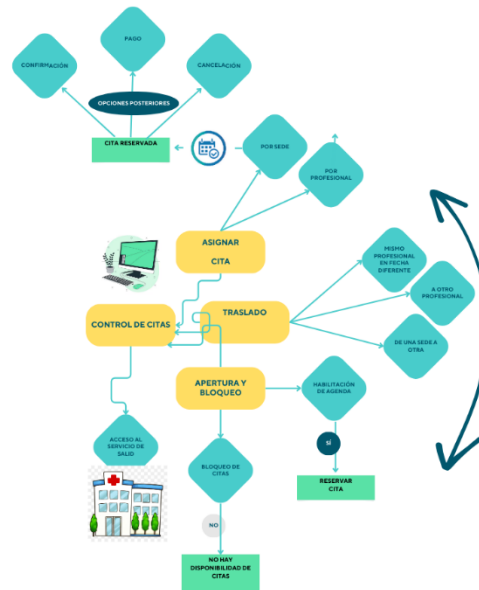 PAGO
CONFIRMACIÓN
CANCELACIÓN
OPCIONES POSTERIORES
CITA RESERVADA
POR SEDE
POR
PROFESIONAL
ASIGNAR
CITA
MISMO
PROFESIONAL
EN FECHA
DIFERENTE
A OTRO
PROFESIONAL
TRASLADO
CONTROL DE CITAS
DE UNA SEDE A
OTRA
APERTURA Y
BLOQUEO
HABILITACIÓN
DE AGENDA
ACCESO AL
SERVICIO DE
SALID
SÍ
BLOQUEO DE
CITAS
RESERVAR
CITA
NO
NO HAY
DISPONIBILIDAD DE
CITAS